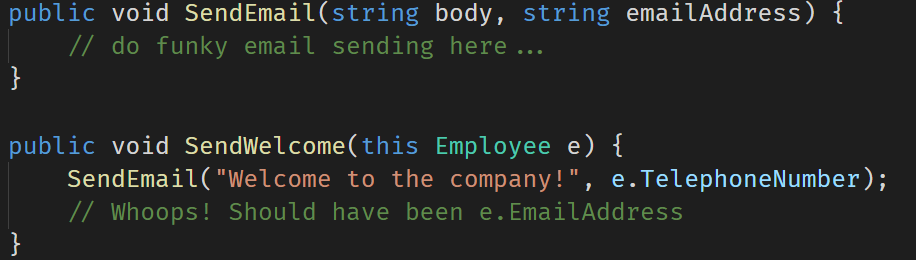 public void SendEmail(string body, string emailAddress) {
    // do funky email sending here...
}
public void SendWelcome(this Employee e) {
    SendEmail("Welcome to the company!", e.TelephoneNumber);
    // Whoops! Should have been e.EmailAddress
}